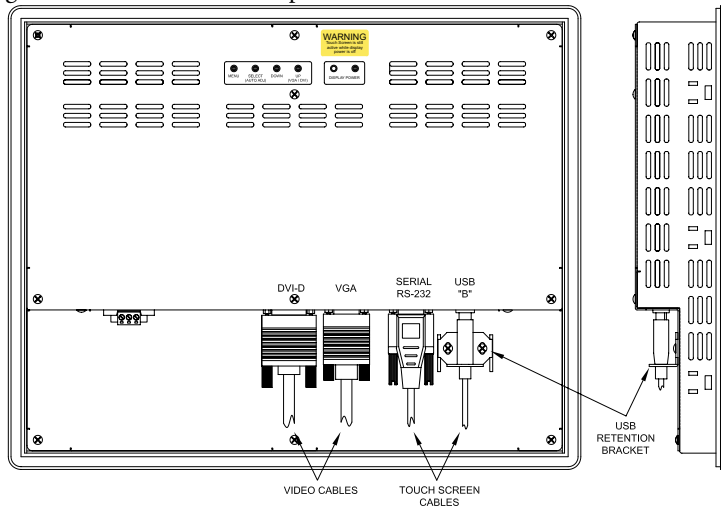 WARNING
Touch Screen is still
active while display
power is off
MENU
SELECT
(AUTO ADJ)
DOWN
UP
(VGA / DVI)
DISPLAY POWER
DVI-D
VGA
SERIAL
RS-232
USB
"B"
USB
RETENTION
BRACKET
VIDEO CABLES
TOUCH SCREEN
CABLES